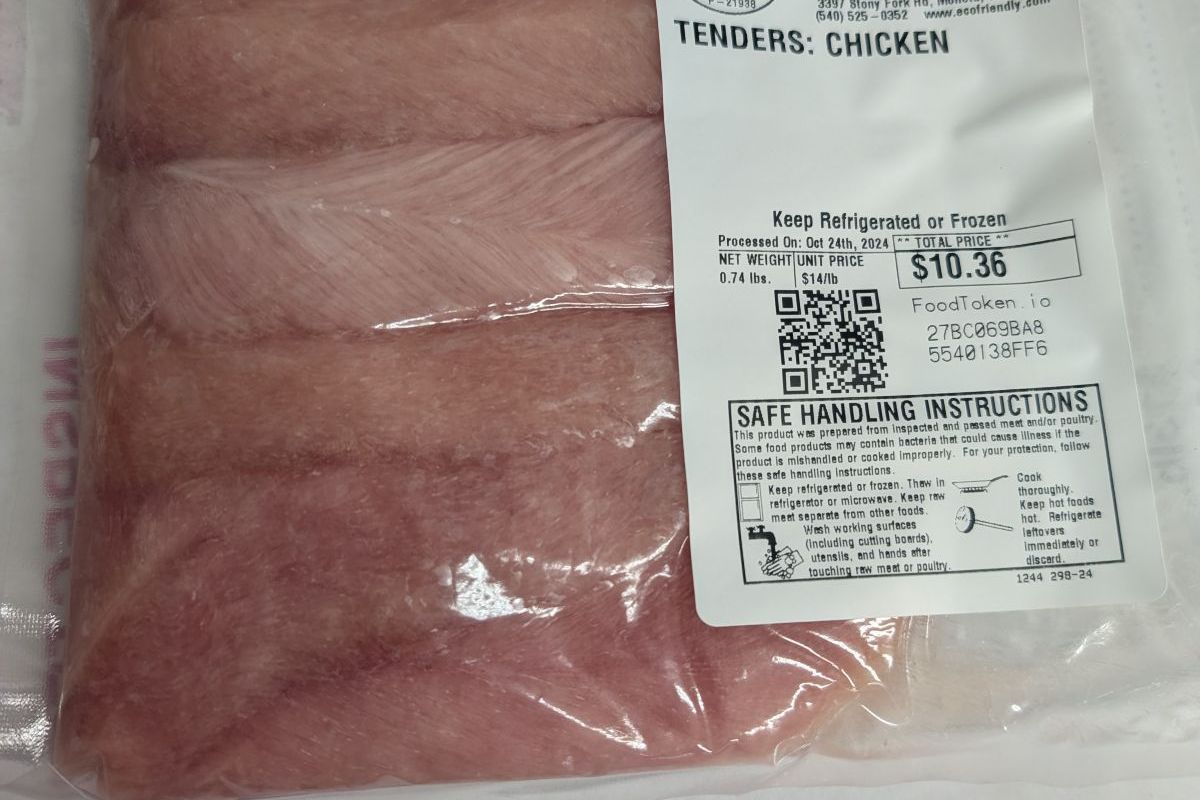 P-21938
3397 Stony Fork Rd,
(540) 525-0352 www.ecofriendly.com
TENDERS: CHICKEN
Keep Refrigerated or Frozen
Processed On: Oct 24th, 2024
** TOTAL PRICE **
NET WEIGHT UNIT PRICE
$10.36
0.74 lbs. $14/lb
FoodToken.io
27BC069BA8
5540138FF6
SAFE HANDLING INSTRUCTIONS
This product was prepared from inspected and passed meat and/or poultry.
Some food products may contain bacteria that could cause illness if the
product is mishandled or cooked improperly. For your protection, follow
these safe handling instructions.
Keep refrigerated or frozen. Thaw in
refrigerator or microwave. Keep raw
meat separate from other foods.
Wash working surfaces
(including cutting boards),
utensils, and hands after
touching raw meat or poultry.
Cook
thoroughly.
Keep hot foods
hot. Refrigerate
leftovers
immediately or
discard.
1244 298-24